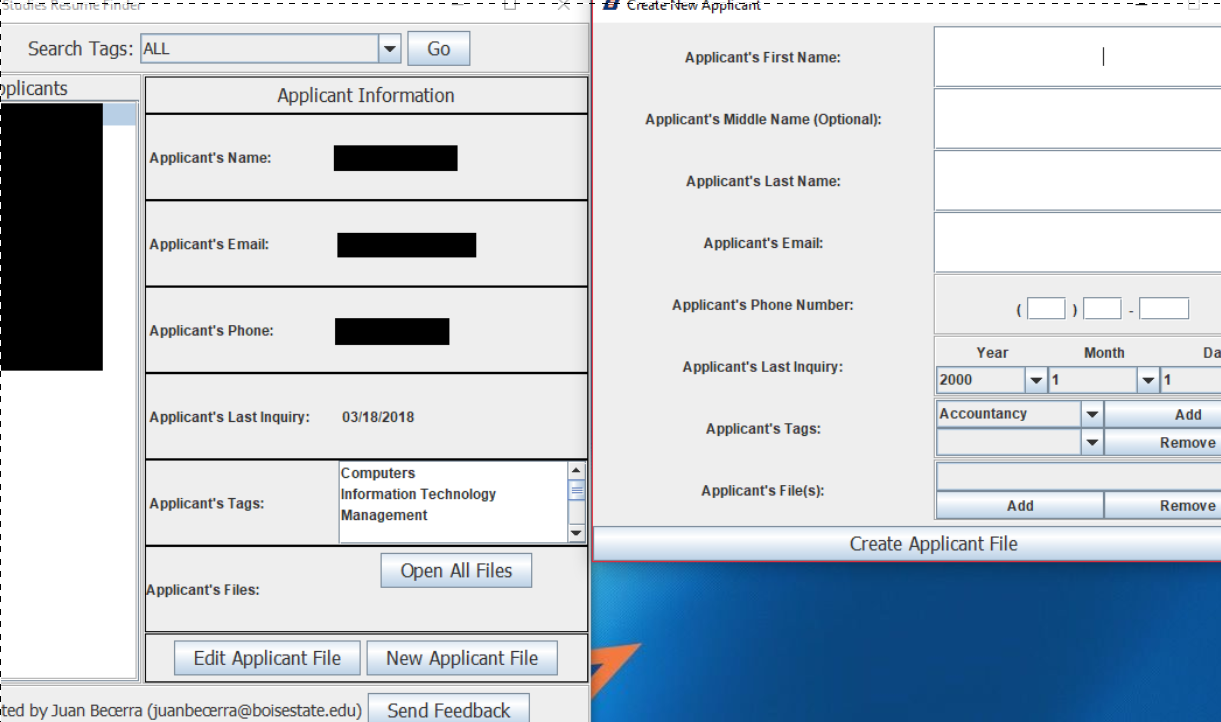 Studies Resume Finder
Search Tags: ALL Go
pplicants
Applicant Information
Applicant's Name:
Applicant's Email:
Applicant's Phone:
Applicant's Last Inquiry: 03/18/2018
Applicant's Tags:
Computers
Information Technology
Management
Applicant's Files:
Open All Files
Edit Applicant File New Applicant File
ted by Juan Becerra (juanbecerra@boisestate.edu) Send Feedback
Create New Applicant
Applicant's First Name:
Applicant's Middle Name (Optional):
Applicant's Last Name:
Applicant's Email:
Applicant's Phone Number: ( ) -
Applicant's Last Inquiry:
Year Month Da
2000 1 1
Applicant's Tags:
Accountancy Add
Remove
Applicant's File(s):
Add Remove
Create Applicant File